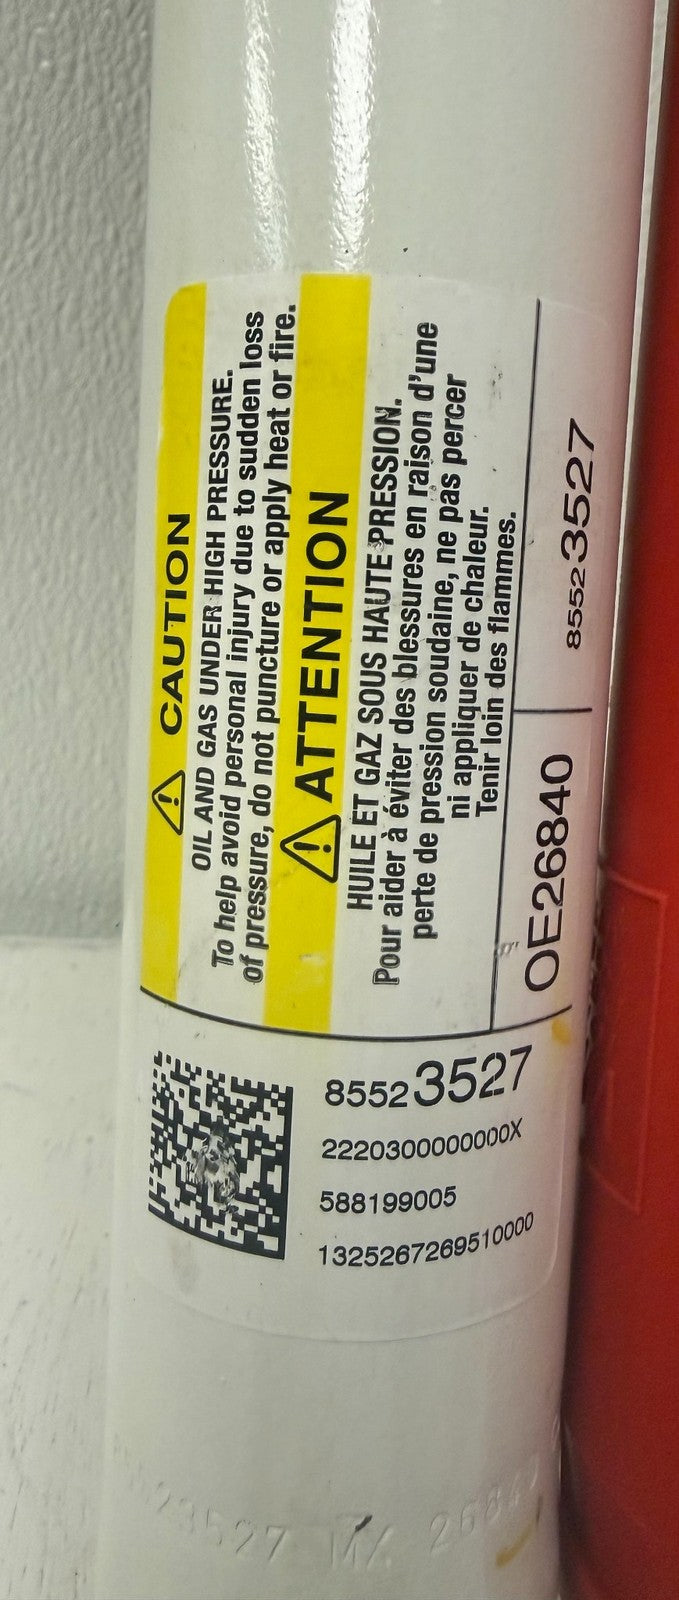 CAUTION
OIL AND GAS UNDER HIGH PRESSURE.
To help avoid personal injury due to sudden loss
of pressure, do not puncture or apply heat or fire.
ATTENTION
HUILE ET GAZ SOUS HAUTE PRESSION.
Pour aider à éviter des blessures en raison d'une
perte de pression soudaine, ne pas percer
ni appliquer de chaleur.
Tenir loin des flammes.
OE26840
85523527
85523527
2220300000000X
588199005
1325267269510000
23527 MX 2684